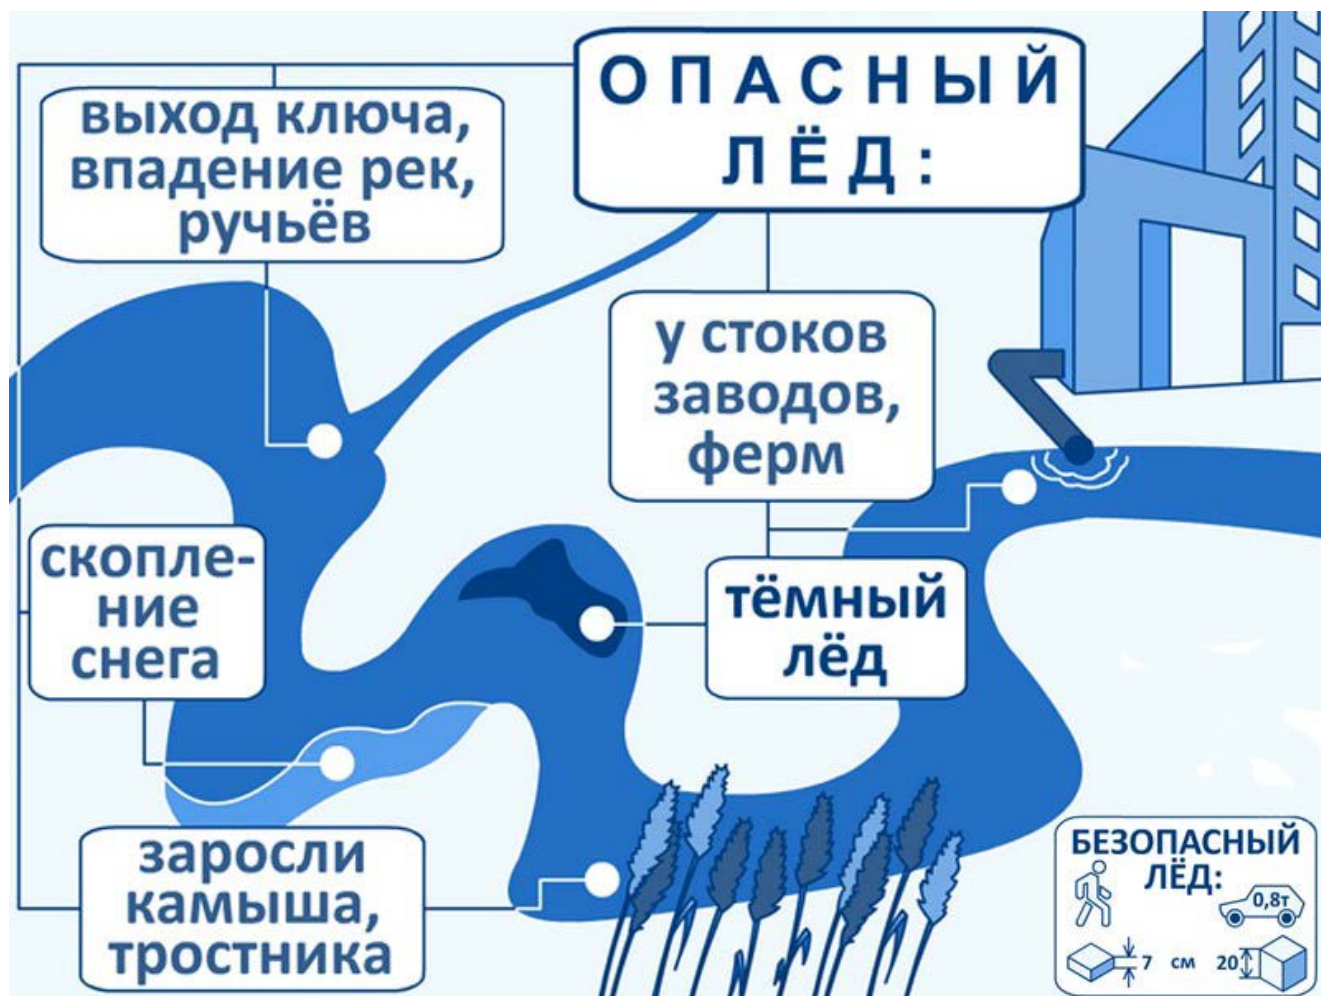 ОПАСНЫЙ
ЛЁД:
выход ключа,
впадение рек,
ручьёв
у стоков
заводов,
ферм
скопле-
ние
снега
тёмный
лёд
заросли
камыша,
тростника
БЕЗОПАСНЫЙ
ЛЁД:
0,8т
7 см 20